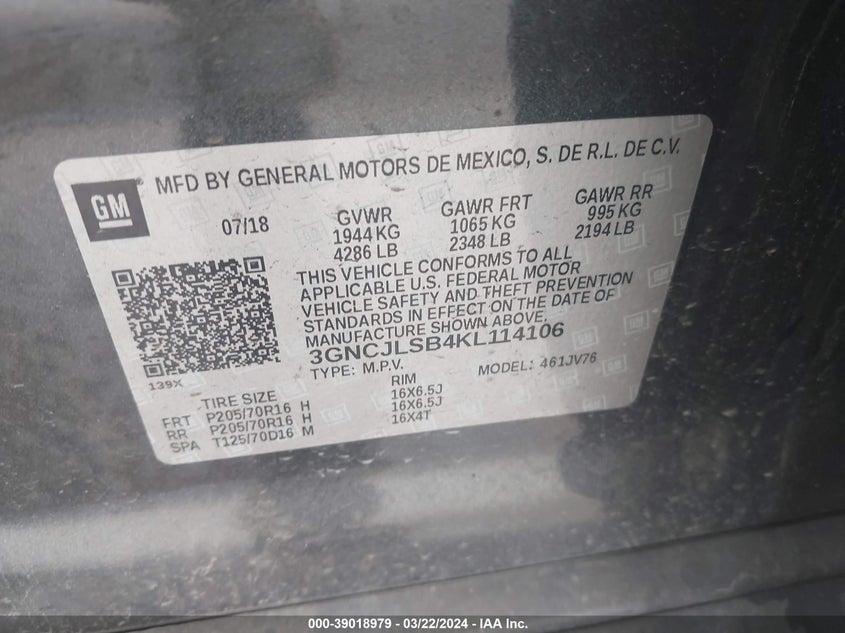 MFD BY GENERAL MOTORS DE MEXICO, S. DE R.L. DE C.V.
GM
07/18 GVWR GAWR FRT GAWR RR
1944 KG 1065 KG 995 KG
4286 LB 2348 LB 2194 LB
THIS VEHICLE CONFORMS TO ALL
APPLICABLE U.S. FEDERAL MOTOR
VEHICLE SAFETY AND THEFT PREVENTION
STANDARDS IN EFFECT ON THE DATE OF
MANUFACTURE SHOWN ABOVE.
3GNCJLSB4KL114106
TYPE: M.P.V. MODEL: 461JV76
139X
TIRE SIZE RIM
FRT P205/70R16 H 16X6.5J
RR P205/70R16 H 16X6.5J
SPA T125/70D16 M 16X4T
000-39018979 - 03/22/2024 - IAA Inc.